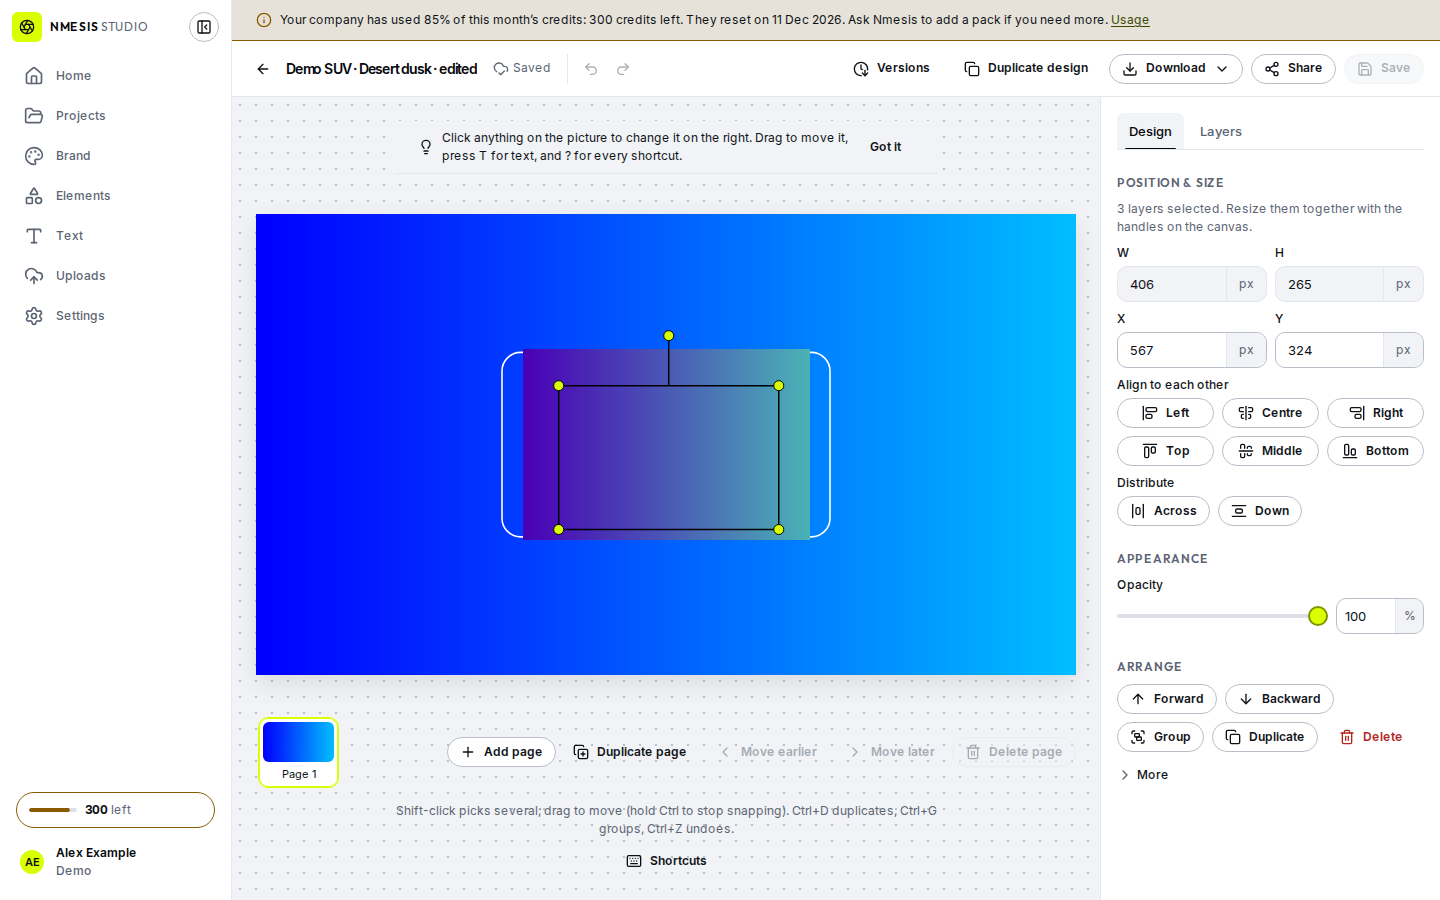 NMESIS STUDIO
Your company has used 85% of this month's credits: 300 credits left. They reset on 11 Dec 2026. Ask Nmesis to add a pack if you need more. Usage
Home
Projects
Brand
Elements
Text
Uploads
Settings
300 left
AE
Alex Example
Demo
Demo SUV · Desert dusk · edited
Saved
Versions
Duplicate design
Download
Share
Save
Click anything on the picture to change it on the right. Drag to move it,
press T for text, and ? for every shortcut.
Got it
Page 1
Add page
Duplicate page
Move earlier
Move later
Delete page
Shift-click picks several; drag to move (hold Ctrl to stop snapping). Ctrl+D duplicates; Ctrl+G
groups, Ctrl+Z undoes.
Shortcuts
Design
Layers
POSITION & SIZE
3 layers selected. Resize them together with the
handles on the canvas.
W
H
406 px
265 px
X
Y
567 px
324 px
Align to each other
Left
Centre
Right
Top
Middle
Bottom
Distribute
Across
Down
APPEARANCE
Opacity
100 %
ARRANGE
Forward
Backward
Group
Duplicate
Delete
More